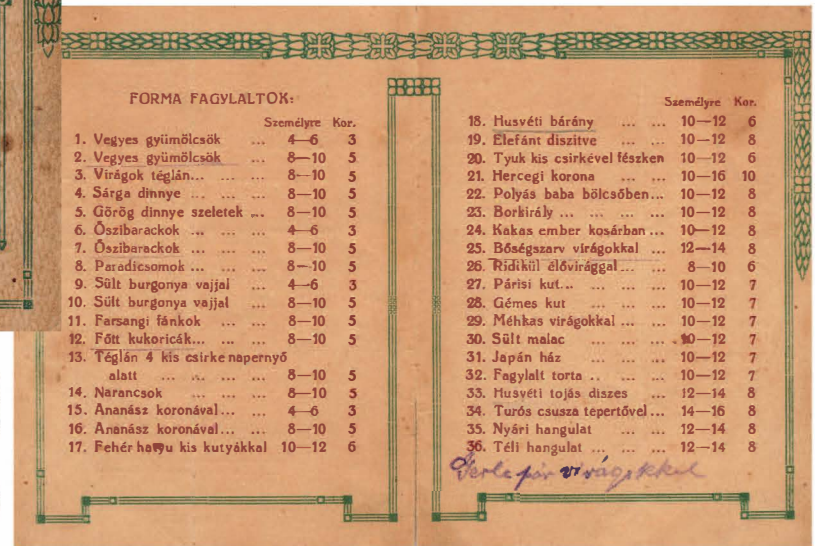 FORMA FAGYLALTOK:
Személyre Kor.
1. Vegyes gyümölcsök ... 4—6 3
2. Vegyes gyümölcsök ... 8—10 5
3. Virágok téglán... ... ... 8—10 5
4. Sárga dinnye ... ... ... 8—10 5
5. Görög dinnye szeletek ... 8—10 5
6. Őszibarackok ... ... ... 4—6 3
7. Őszibarackok ... ... ... 8—10 5
8. Paradicsomok ... ... ... 8—10 5
9. Sült burgonya vajjal ... 4—6 3
10. Sült burgonya vajjal ... 8—10 5
11. Farsangi fánkok ... ... 8—10 5
12. Főtt kukoricák... ... ... 8—10 5
13. Téglán 4 kis csirke napernyő
alatt ... ... ... ... 8—10 5
14. Narancsok ... ... ... 8—10 5
15. Ananász koronával... ... 4—6 3
16. Ananász koronával... ... 8—10 5
17. Fehér hattyu kis kutyákkal 10—12 6
Személyre Kor.
18. Husvéti bárány ... ... 10—12 6
19. Elefánt diszitve ... ... 10—12 8
20. Tyuk kis csirkével fészken 10—12 6
21. Hercegi korona ... ... 10—16 10
22. Polyás baba bölcsőben... 10—12 8
23. Borkirály ... ... ... ... 10—12 8
24. Kakas ember kosárban ... 10—12 8
25. Bőségszarv virágokkal ... 12—14 8
26. Ridikül élővirággal... ... 8—10 6
27. Párisi kut... ... ... ... 10—12 7
28. Gémes kut ... ... ... 10—12 7
29. Méhkas virágokkal ... ... 10—12 7
30. Sült malac ... ... ... 10—12 7
31. Japán ház ... ... ... 10—12 7
32. Fagylalt torta .. ... ... 10—12 7
33. Husvéti tojás diszes ... 12—14 8
34. Turós csusza tepertővel ... 14—16 8
35. Nyári hangulat ... ... 12—14 8
36. Téli hangulat ... ... ... 12—14 8
Gerle pár virágokkal